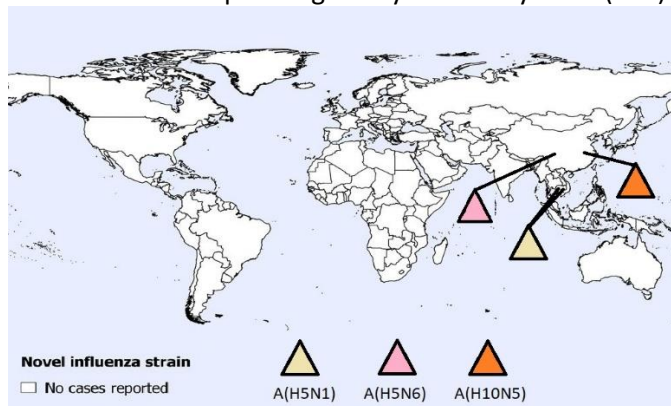 Novel influenza strain
No cases reported
A(H5N1)
A(H5N6)
A(H10N5)